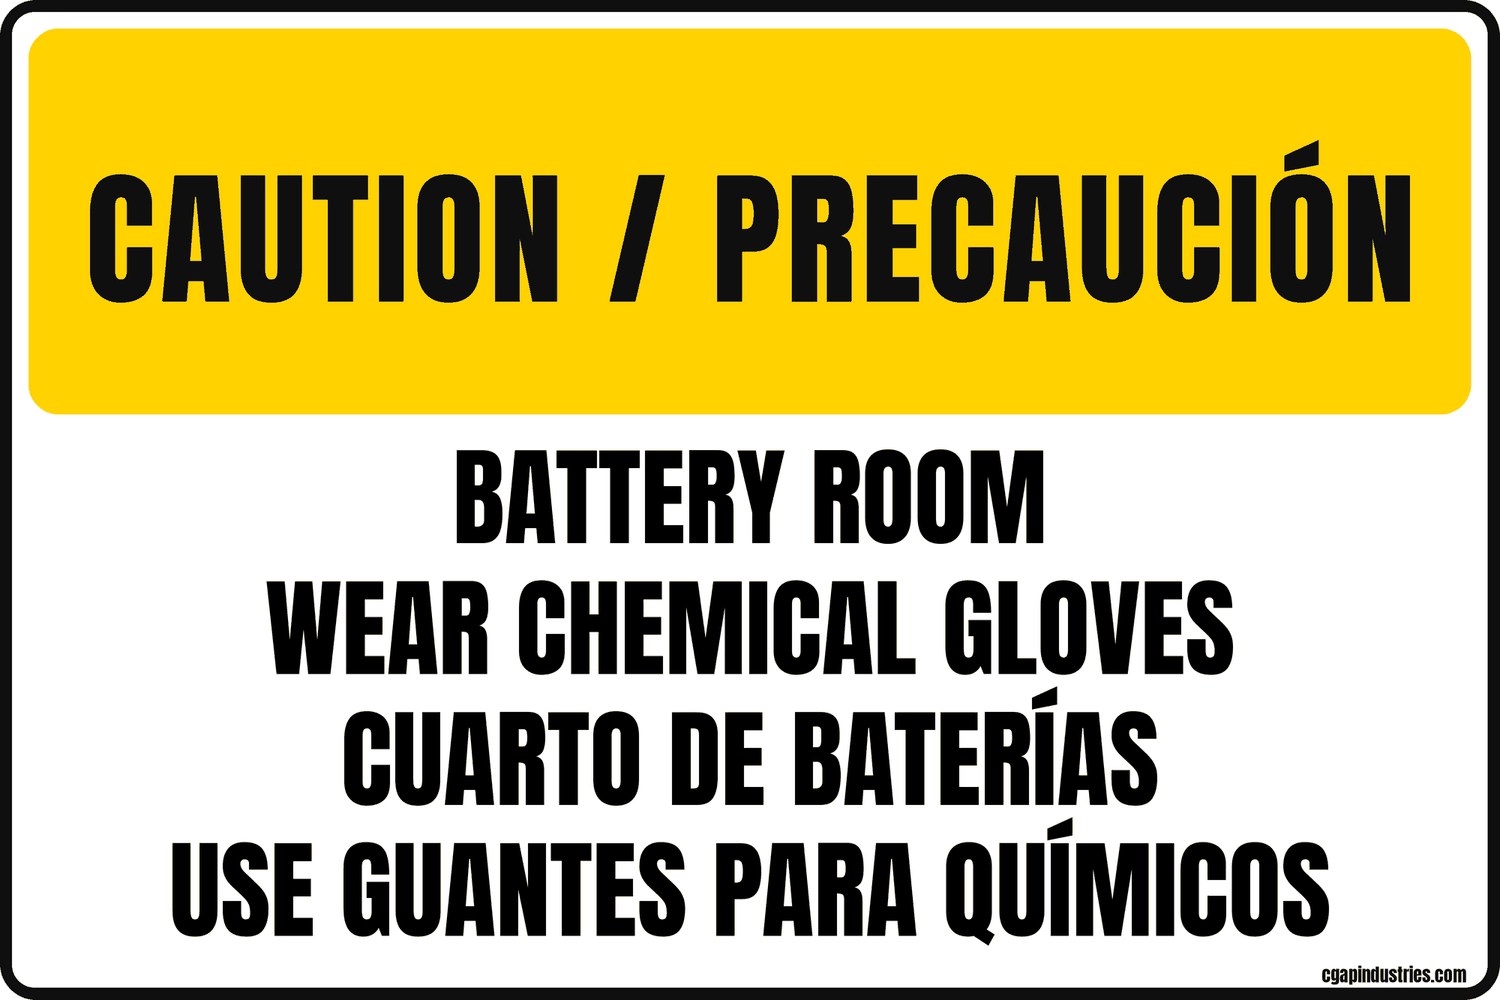 CAUTION / PRECAUCIÓN
BATTERY ROOM
WEAR CHEMICAL GLOVES
CUARTO DE BATERÍAS
USE GUANTES PARA QUÍMICOS
cgapindustries.com